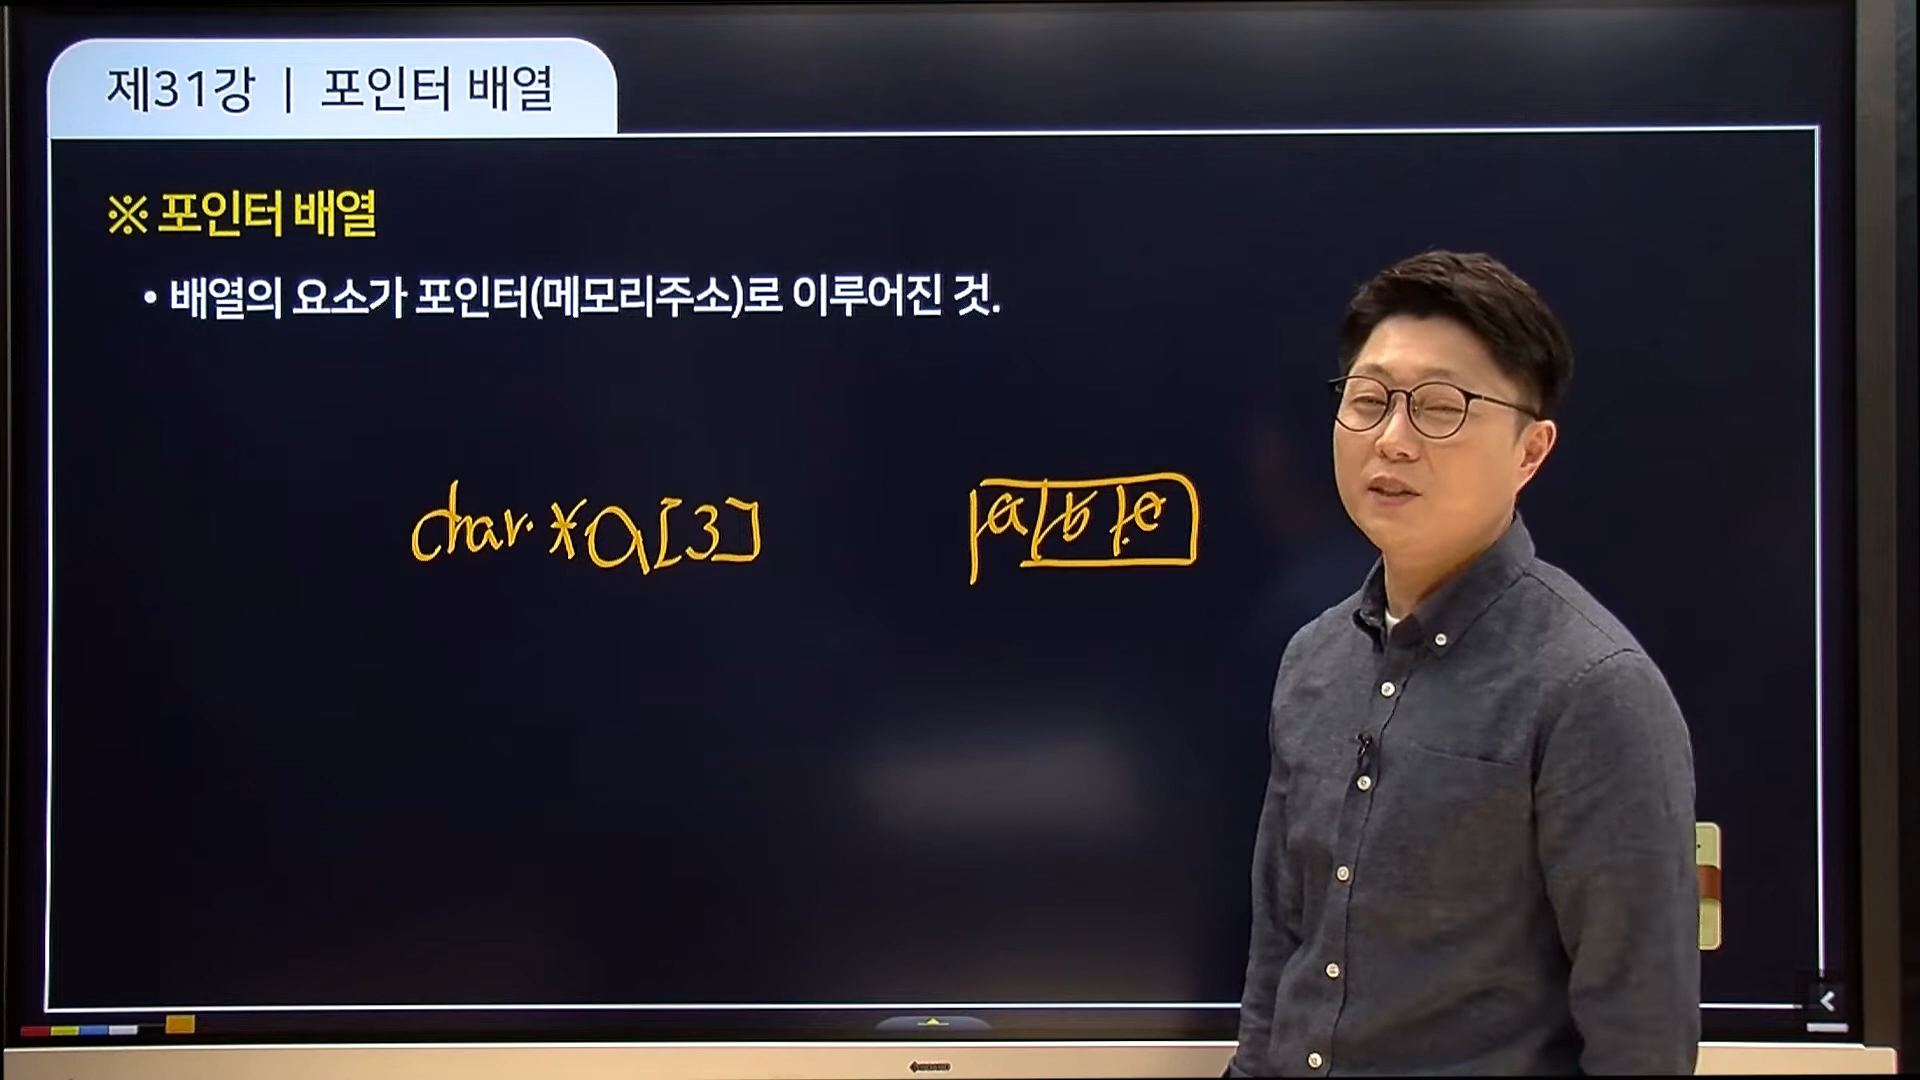 제31강 | 포인터 배열
※ 포인터 배열
• 배열의 요소가 포인터(메모리주소)로 이루어진 것.
char *a[3] a b c